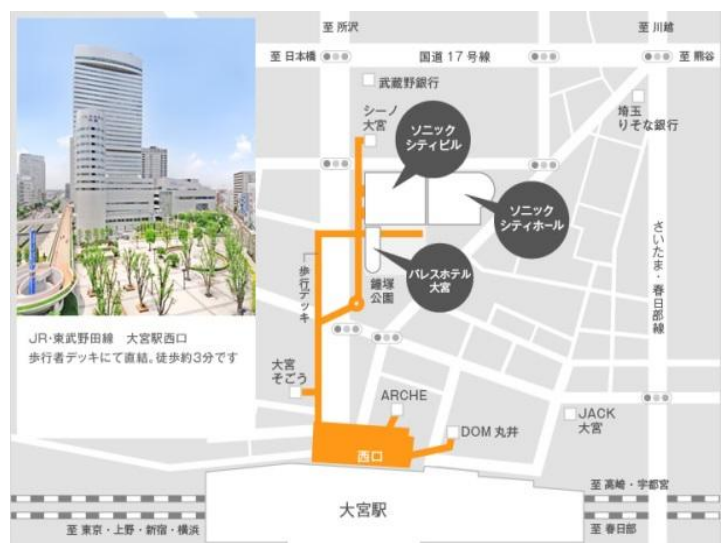 至 所沢
至 川越
至 日本橋
国道 17 号線
至 熊谷
武蔵野銀行
シーノ
大宮
ソニック
シティビル
埼玉
りそな銀行
ソニック
シティホール
さいたま・春日部線
歩行デッキ
鐘塚
公園
パレスホテル
大宮
JR・東武野田線 大宮駅西口
歩行者デッキにて直結。徒歩約3分です
大宮
そごう
ARCHE
DOM 丸井
JACK
大宮
西口
至 高崎・宇都宮
大宮駅
至 東京・上野・新宿・横浜
至 春日部